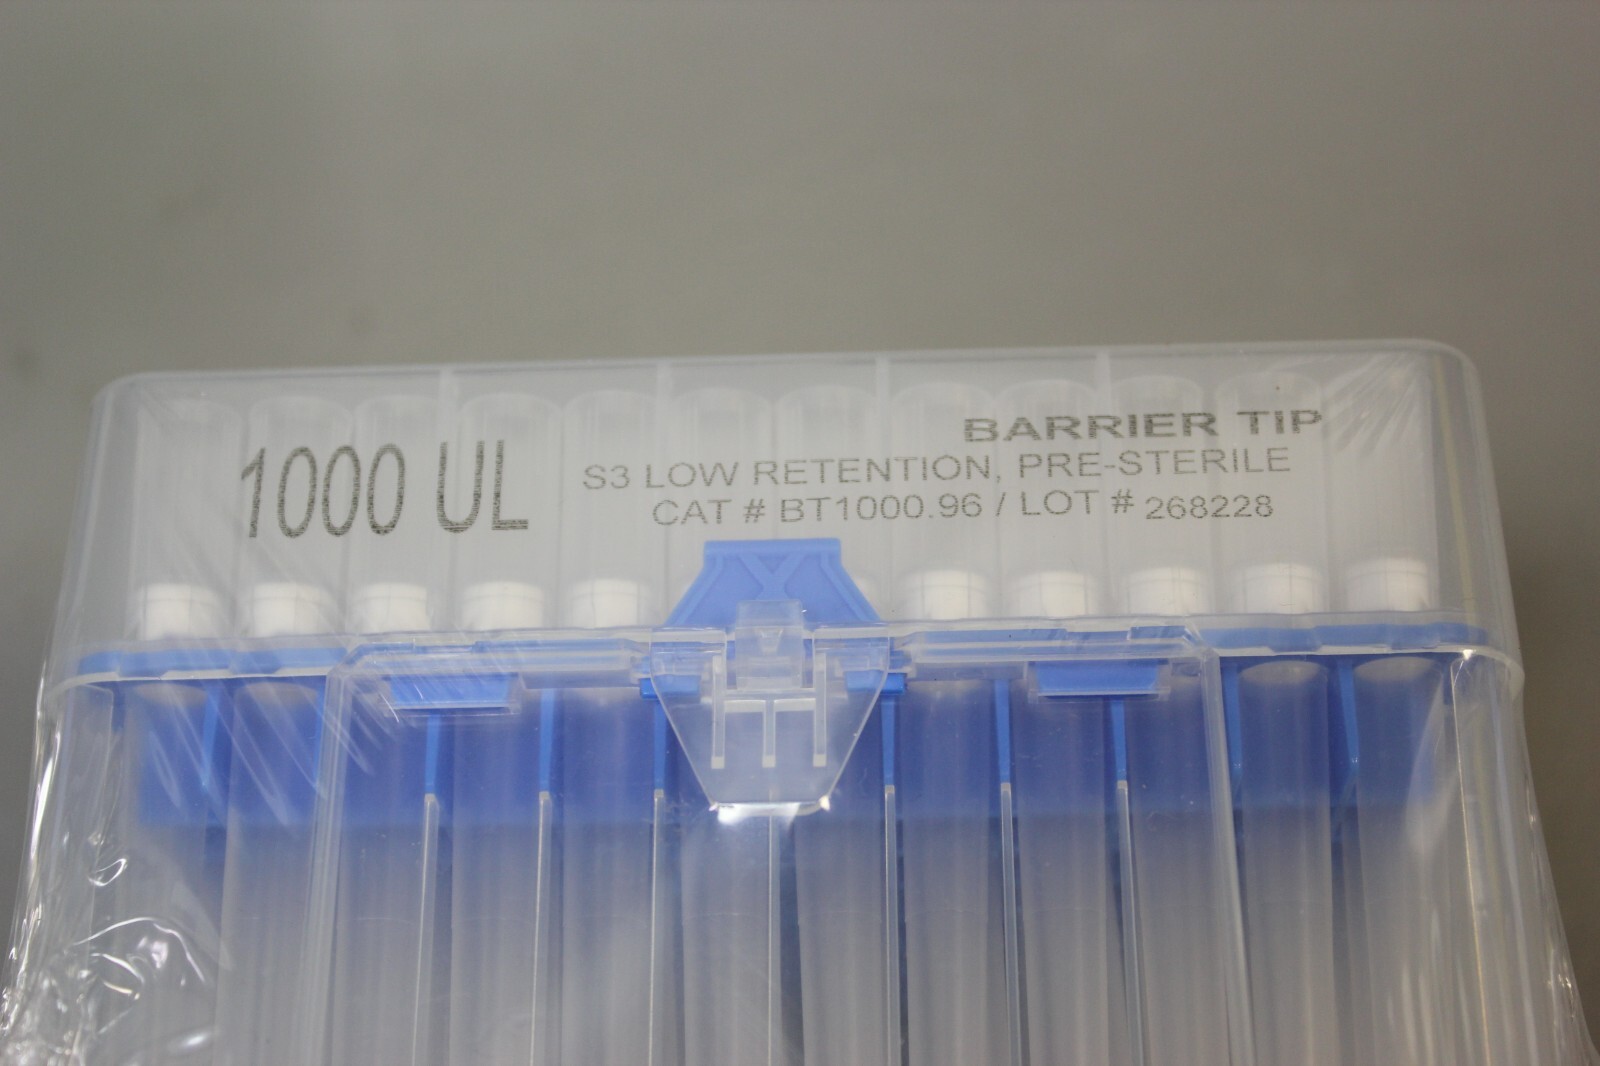 1000 UL
BARRIER TIP
S3 LOW RETENTION, PRE-STERILE
CAT # BT1000.96 / LOT # 268228